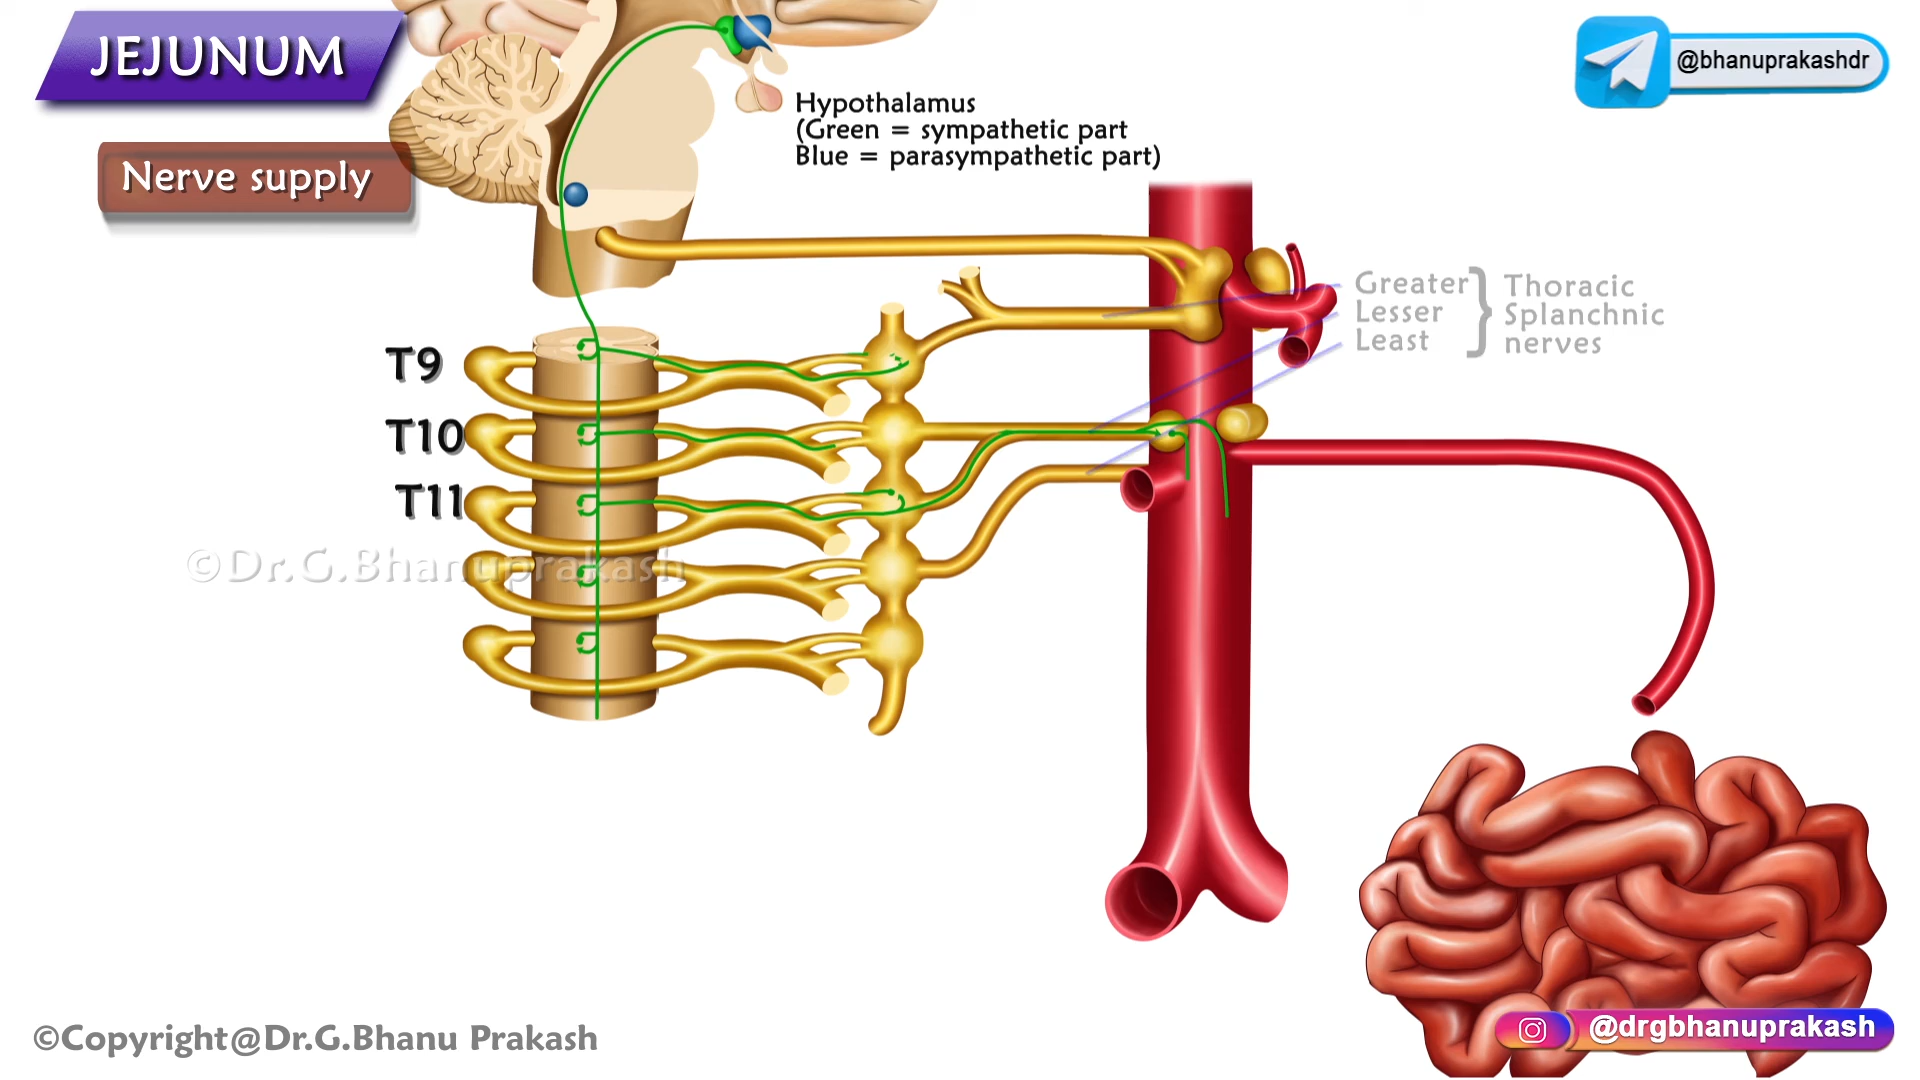 JEJUNUM
@bhanuprakashdr
Nerve supply
Hypothalamus
(Green = sympathetic part
Blue = parasympathetic part)
Greater
Lesser
Least
} Thoracic
Splanchnic
nerves
T9
T10
T11
©Dr.G.Bhanuprakash
©Copyright@Dr.G.Bhanu Prakash
@drgbhanuprakash